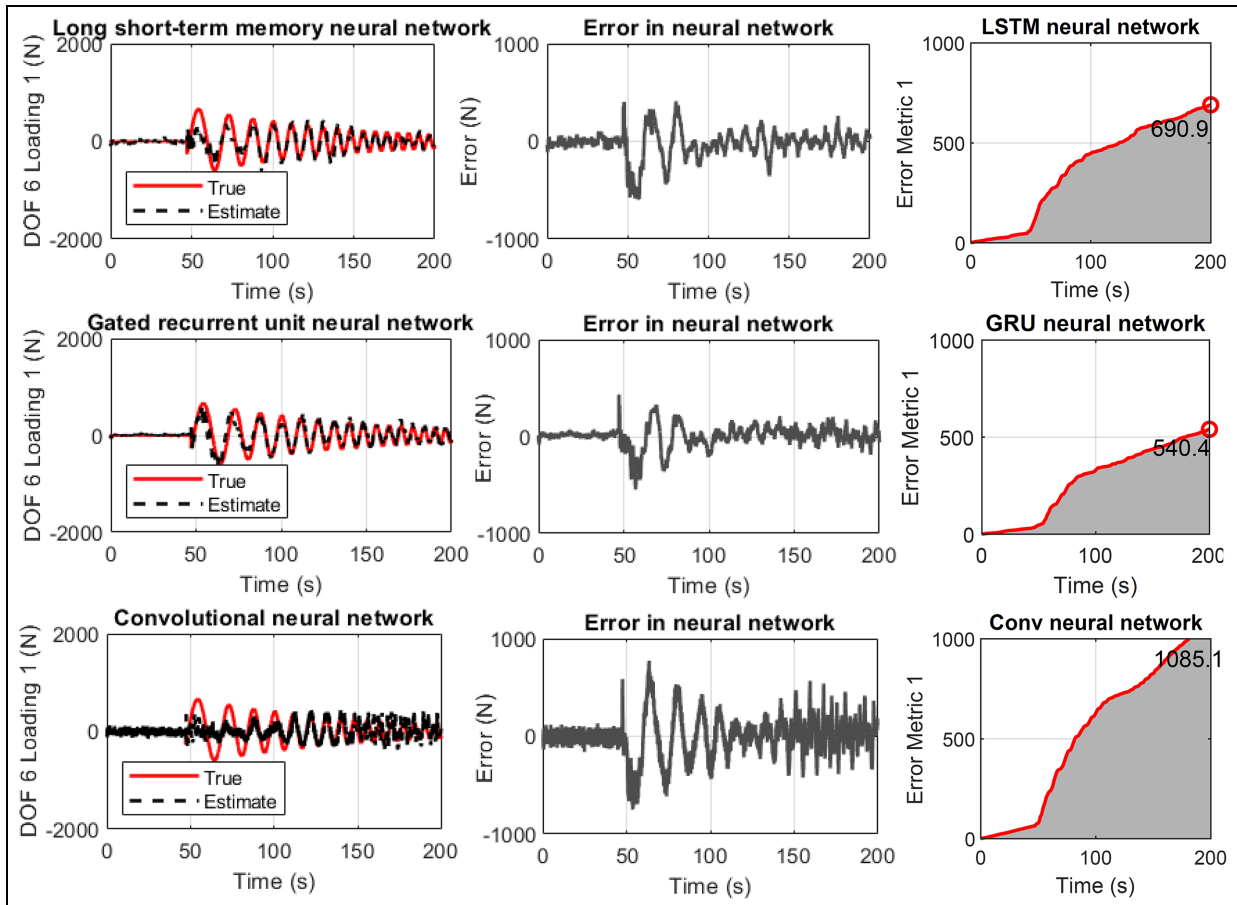 Long short-term memory neural network
2000
0
-2000
DOF 6 Loading 1 (N)
True
Estimate
0 50 100 150 200
Time (s)
Error in neural network
1000
0
-1000
Error (N)
0 50 100 150 200
Time (s)
LSTM neural network
1000
500
0
Error Metric 1
690.9
0 100 200
Time (s)
Gated recurrent unit neural network
2000
0
-2000
DOF 6 Loading 1 (N)
True
Estimate
0 50 100 150 200
Time (s)
Error in neural network
1000
0
-1000
Error (N)
0 50 100 150 200
Time (s)
GRU neural network
1000
500
0
Error Metric 1
540.4
0 100 200
Time (s)
Convolutional neural network
2000
0
-2000
DOF 6 Loading 1 (N)
True
Estimate
0 50 100 150 200
Time (s)
Error in neural network
1000
0
-1000
Error (N)
0 50 100 150 200
Time (s)
Conv neural network
1000
500
0
Error Metric 1
1085.1
0 100 200
Time (s)